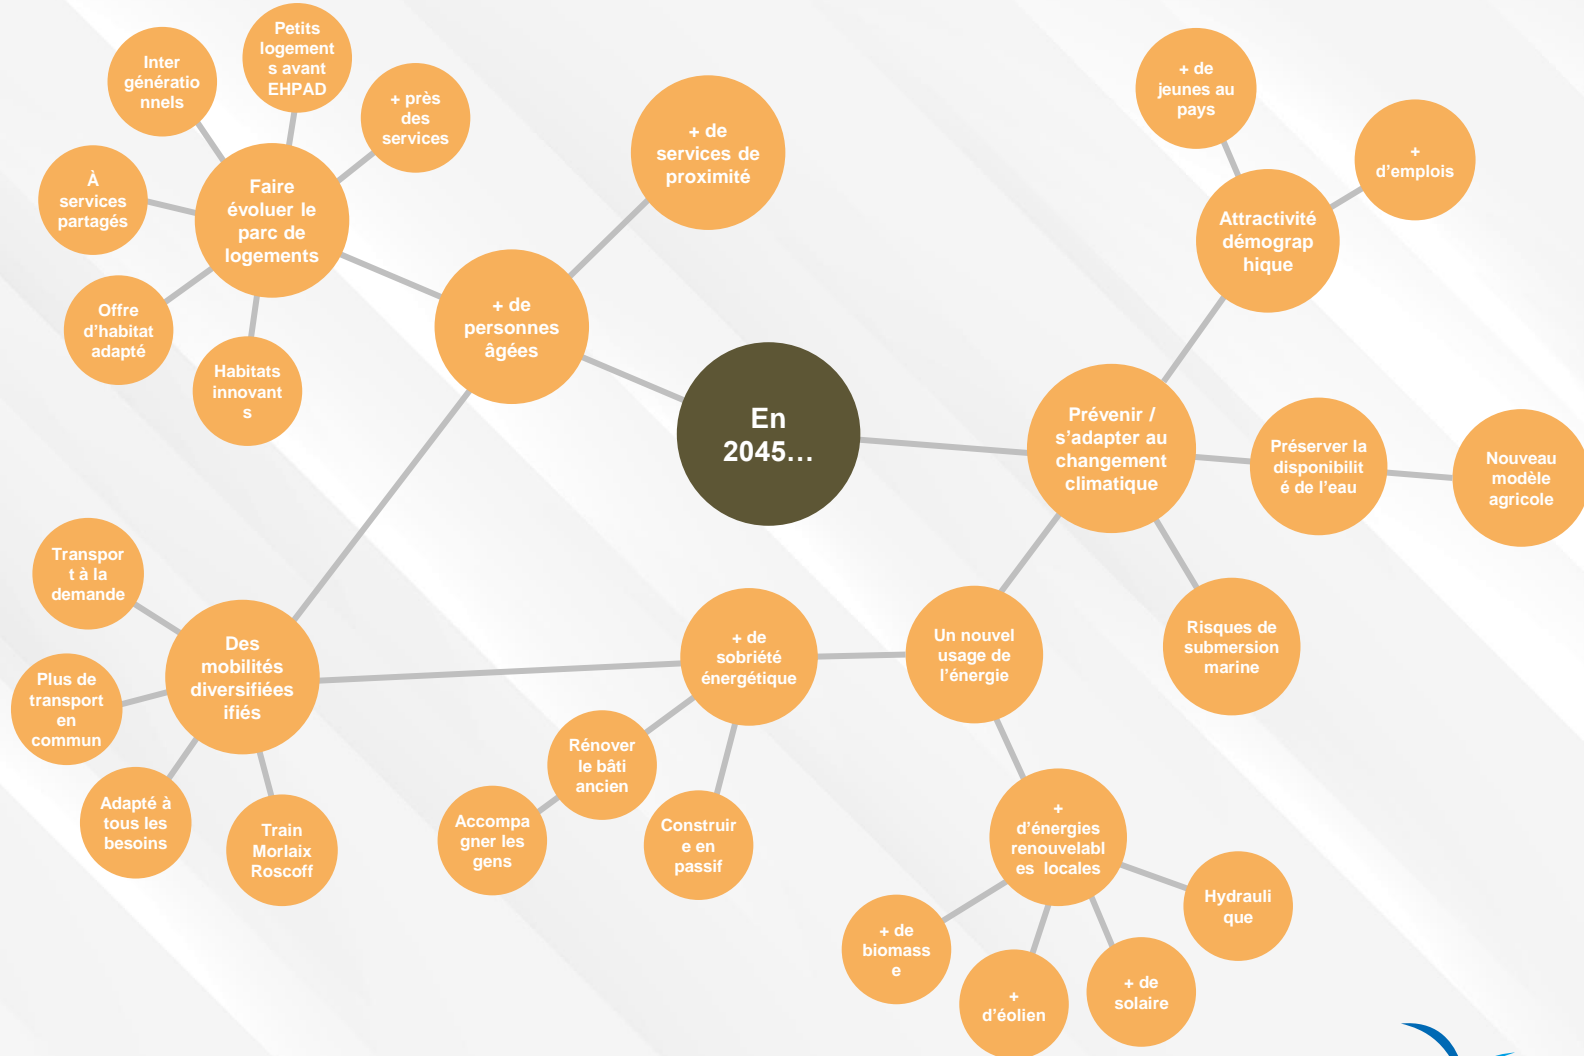 Petits
logement
s avant
EHPAD
Inter
génératio
nnels
+ près
des
services
À
services
partagés
Faire
évoluer le
parc de
logements
Offre
d’habitat
adapté
Habitats
innovant
s
+ de
services de
proximité
+ de
personnes
âgées
En
2045…
+ de
jeunes au
pays
+
d’emplois
Attractivité
démograp
hique
Prévenir /
s’adapter au
changement
climatique
Préserver la
disponibilit
é de l’eau
Nouveau
modèle
agricole
Risques de
submersion
marine
Un nouvel
usage de
l’énergie
+ de
sobriété
énergétique
Rénover
le bâti
ancien
Accompa
gner les
gens
Construir
e en
passif
Transpor
t à la
demande
Des
mobilités
diversifiées
ifiés
Plus de
transport
en
commun
Adapté à
tous les
besoins
Train
Morlaix
Roscoff
+
d’énergies
renouvelabl
es locales
Hydrauli
que
+ de
biomass
e
+
d’éolien
+ de
solaire